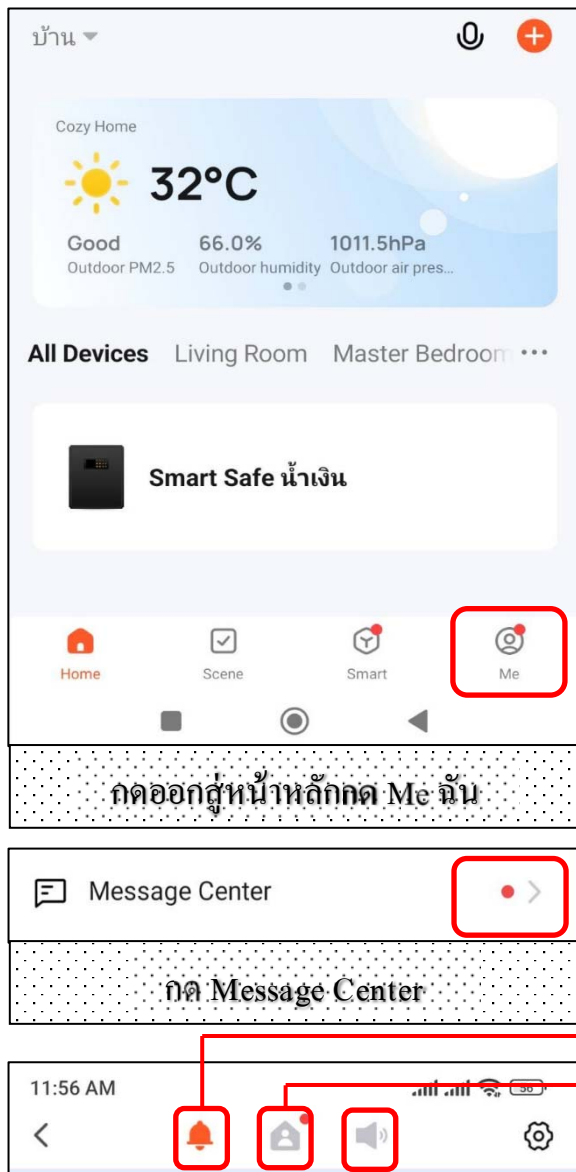 บ้าน
Cozy Home
32°C
Good 66.0% 1011.5hPa
Outdoor PM2.5 Outdoor humidity Outdoor air pres...
All Devices Living Room Master Bedroom ...
Smart Safe น้ำเงิน
Home Scene Smart Me
กดออกสู่หน้าหลักกด Me ฉัน
Message Center
กด Message Center
11:56 AM 56